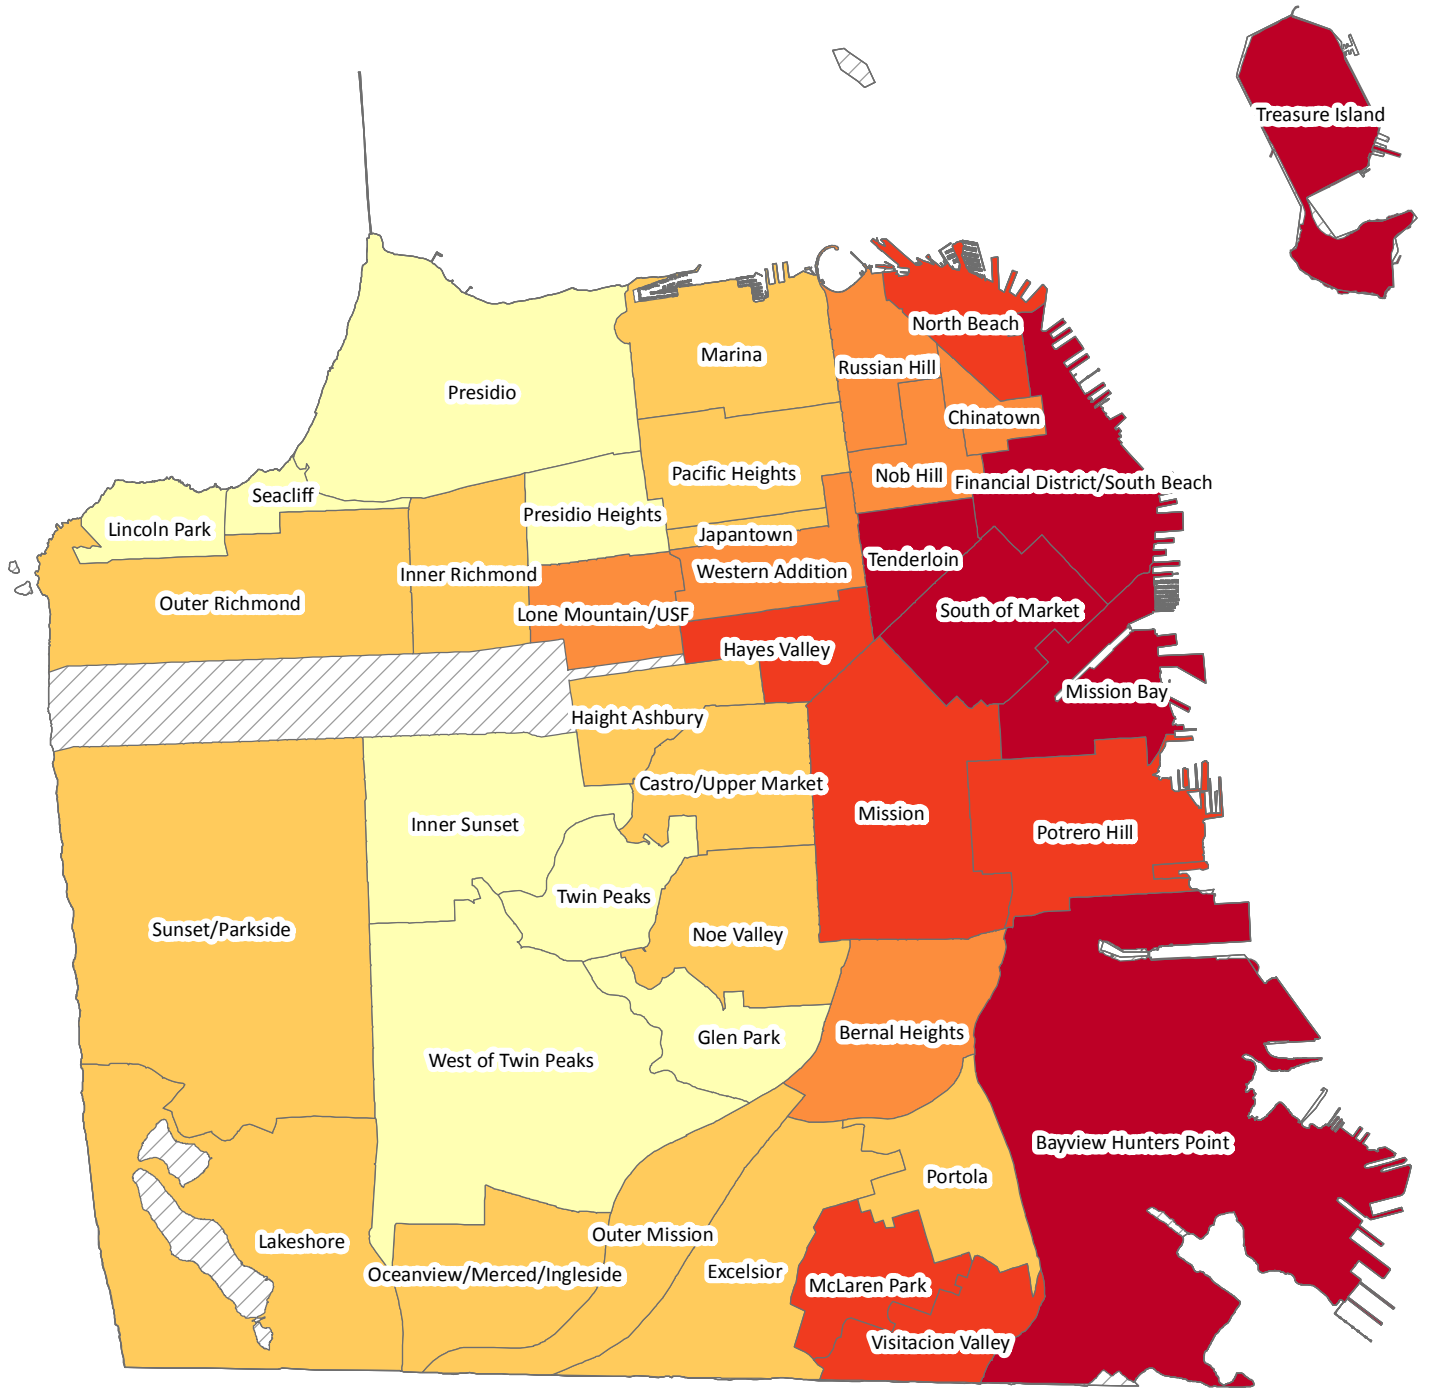 Treasure Island
North Beach
Marina
Russian Hill
Presidio
Chinatown
Pacific Heights
Nob Hill
Financial District/South Beach
Seacliff
Presidio Heights
Lincoln Park
Japantown
Tenderloin
Western Addition
Inner Richmond
Outer Richmond
South of Market
Lone Mountain/USF
Hayes Valley
Mission Bay
Haight Ashbury
Castro/Upper Market
Mission
Inner Sunset
Potrero Hill
Twin Peaks
Sunset/Parkside
Noe Valley
Bernal Heights
Glen Park
West of Twin Peaks
Bayview Hunters Point
Portola
Outer Mission
Lakeshore
Excelsior
Oceanview/Merced/Ingleside
McLaren Park
Visitacion Valley